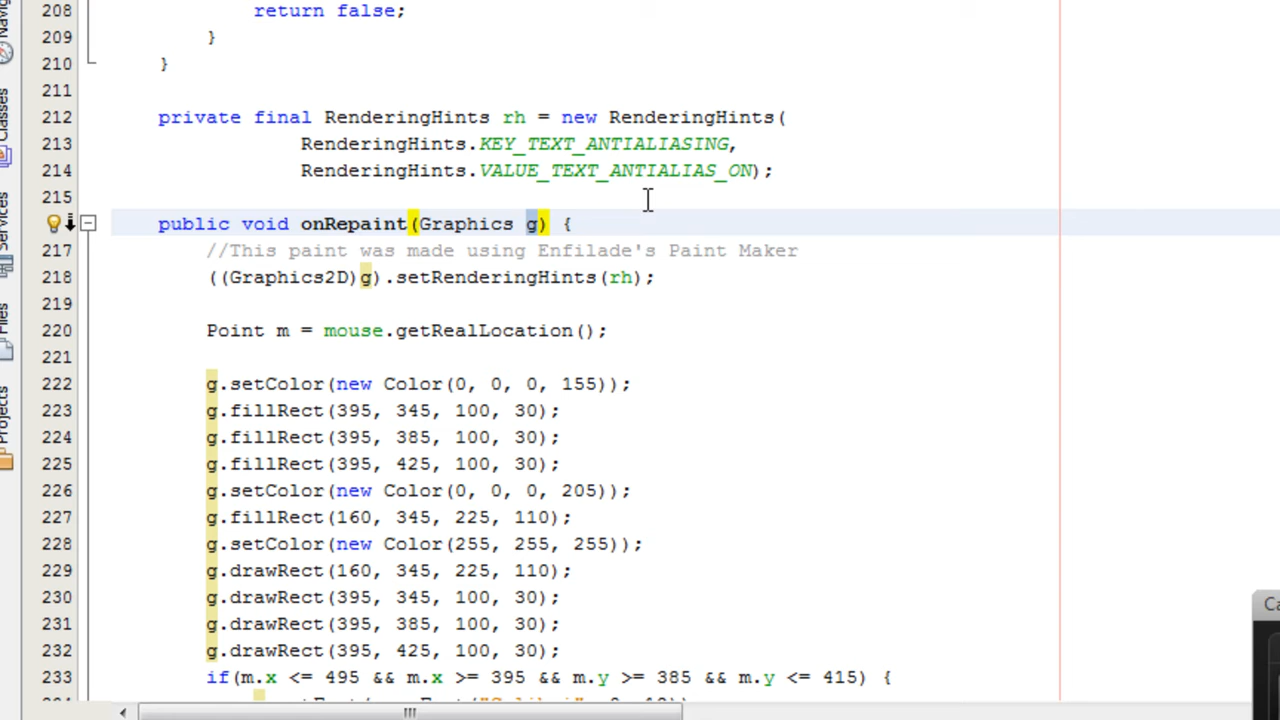 208 return false;
209 }
210 }
211
212 private final RenderingHints rh = new RenderingHints(
213 RenderingHints.KEY_TEXT_ANTIALIASING,
214 RenderingHints.VALUE_TEXT_ANTIALIAS_ON);
215
public void onRepaint(Graphics g) {
217 //This paint was made using Enfilade's Paint Maker
218 ((Graphics2D)g).setRenderingHints(rh);
219
220 Point m = mouse.getRealLocation();
221
222 g.setColor(new Color(0, 0, 0, 155));
223 g.fillRect(395, 345, 100, 30);
224 g.fillRect(395, 385, 100, 30);
225 g.fillRect(395, 425, 100, 30);
226 g.setColor(new Color(0, 0, 0, 205));
227 g.fillRect(160, 345, 225, 110);
228 g.setColor(new Color(255, 255, 255));
229 g.drawRect(160, 345, 225, 110);
230 g.drawRect(395, 345, 100, 30);
231 g.drawRect(395, 385, 100, 30);
232 g.drawRect(395, 425, 100, 30);
233 if(m.x <= 495 && m.x >= 395 && m.y >= 385 && m.y <= 415) {
Classes
Files
Projects